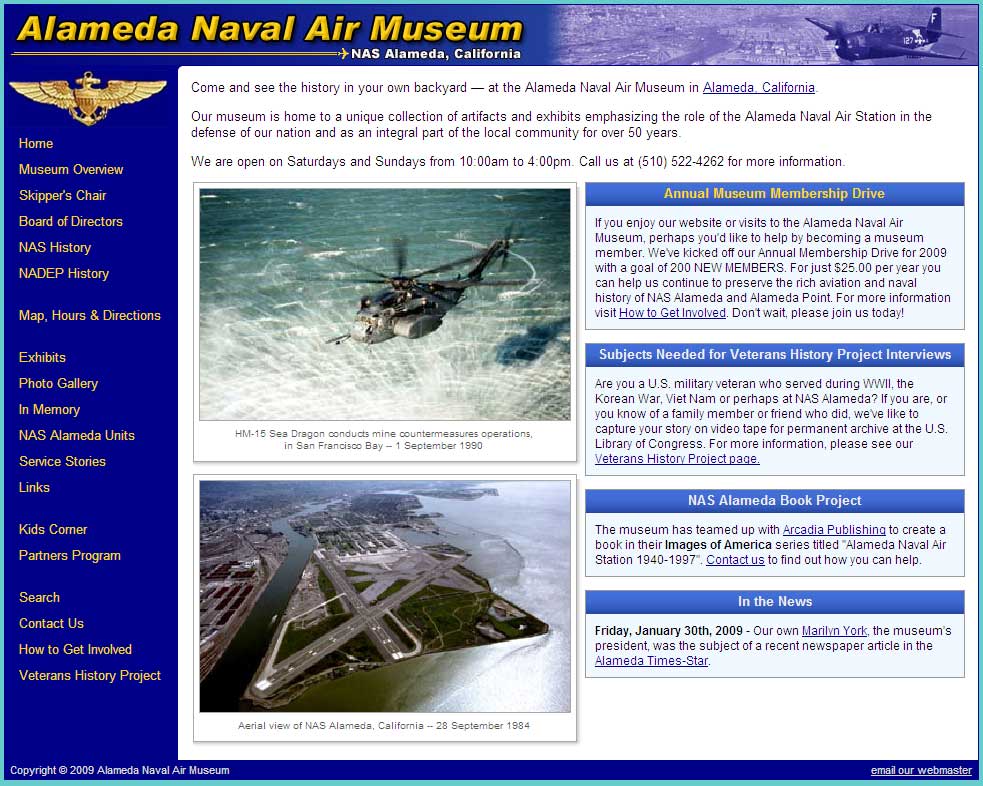 Alameda Naval Air Museum
NAS Alameda, California
F
127
Home
Museum Overview
Skipper's Chair
Board of Directors
NAS History
NADEP History
Map, Hours & Directions
Exhibits
Photo Gallery
In Memory
NAS Alameda Units
Service Stories
Links
Kids Corner
Partners Program
Search
Contact Us
How to Get Involved
Veterans History Project
Come and see the history in your own backyard — at the Alameda Naval Air Museum in Alameda, California.
Our museum is home to a unique collection of artifacts and exhibits emphasizing the role of the Alameda Naval Air Station in the
defense of our nation and as an integral part of the local community for over 50 years.
We are open on Saturdays and Sundays from 10:00am to 4:00pm. Call us at (510) 522-4262 for more information.
HM-15 Sea Dragon conducts mine countermeasures operations,
in San Francisco Bay -- 1 September 1990
Aerial view of NAS Alameda, California -- 28 September 1984
Annual Museum Membership Drive
If you enjoy our website or visits to the Alameda Naval Air
Museum, perhaps you'd like to help by becoming a museum
member. We've kicked off our Annual Membership Drive for 2009
with a goal of 200 NEW MEMBERS. For just $25.00 per year you
can help us continue to preserve the rich aviation and naval
history of NAS Alameda and Alameda Point. For more information
visit How to Get Involved. Don't wait, please join us today!
Subjects Needed for Veterans History Project Interviews
Are you a U.S. military veteran who served during WWII, the
Korean War, Viet Nam or perhaps at NAS Alameda? If you are, or
you know of a family member or friend who did, we've like to
capture your story on video tape for permanent archive at the U.S.
Library of Congress. For more information, please see our
Veterans History Project page.
NAS Alameda Book Project
The museum has teamed up with Arcadia Publishing to create a
book in their Images of America series titled "Alameda Naval Air
Station 1940-1997". Contact us to find out how you can help.
In the News
Friday, January 30th, 2009 - Our own Marilyn York, the museum's
president, was the subject of a recent newspaper article in the
Alameda Times-Star.
Copyright © 2009 Alameda Naval Air Museum
email our webmaster